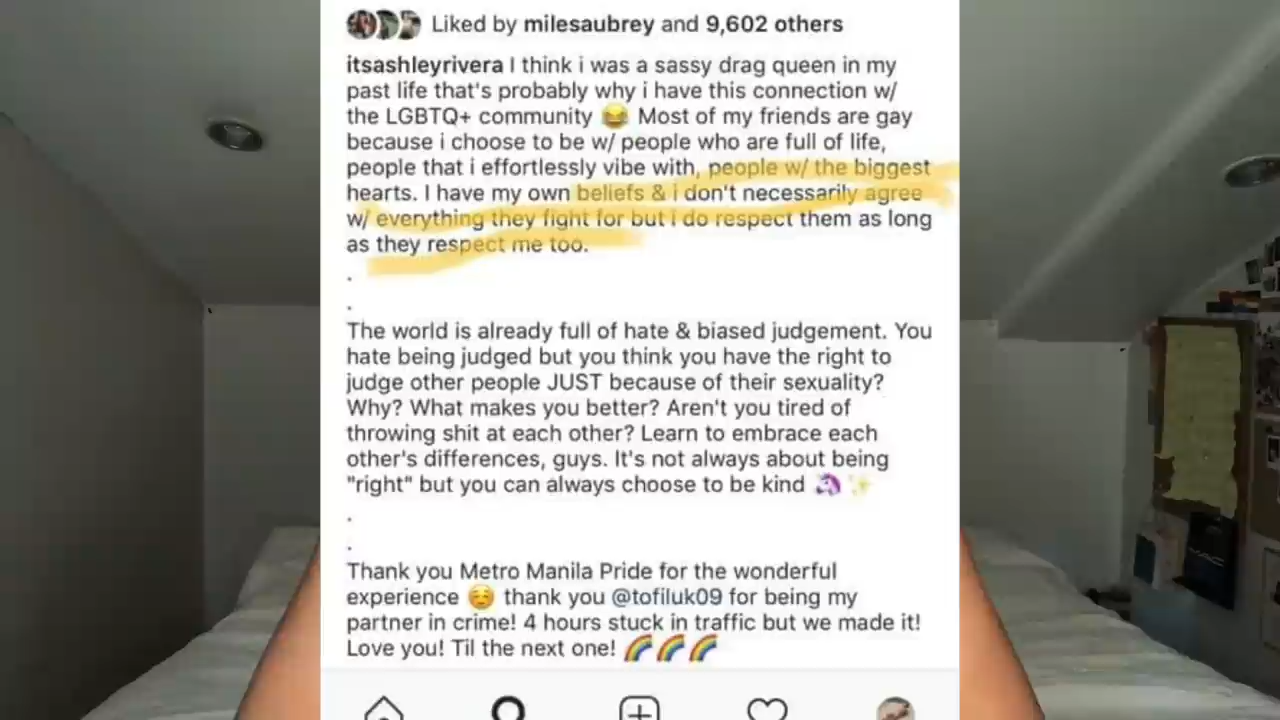 Liked by milesaubrey and 9,602 others
itsashleyrivera I think i was a sassy drag queen in my
past life that's probably why i have this connection w/
the LGBTQ+ community 😂 Most of my friends are gay
because i choose to be w/ people who are full of life,
people that i effortlessly vibe with, people w/ the biggest
hearts. I have my own beliefs & i don't necessarily agree
w/ everything they fight for but i do respect them as long
as they respect me too.
.
.
The world is already full of hate & biased judgement. You
hate being judged but you think you have the right to
judge other people JUST because of their sexuality?
Why? What makes you better? Aren't you tired of
throwing shit at each other? Learn to embrace each
other's differences, guys. It's not always about being
"right" but you can always choose to be kind 🦄✨
.
.
Thank you Metro Manila Pride for the wonderful
experience ☺️ thank you @tofiluk09 for being my
partner in crime! 4 hours stuck in traffic but we made it!
Love you! Til the next one! 🌈🌈🌈
MAC